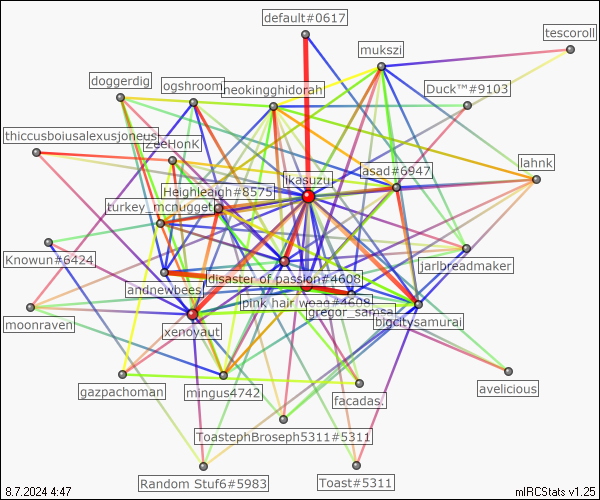 default#0617
tescoroll
mukszi
doggerdig
ogshroom
neokingghidorah
Duck™#9103
thiccusboiusalexusjoneus
ZeeHonK
lahnk
asad#6947
ikasuzu
Heighleaigh#8575
turkey_mcnugget
Knowun#6424
jarlbreadmaker
disaster of passion#4608
andnewbees
pink hair woag#4609
gregor_samsa
bigcitysamurai
moonraven
xenoyaut
gazpachoman
mingus4742
facadas.
avelicious
ToastephBroseph5311#5311
Random Stuf6#5983
Toast#5311
8.7.2024 4:47
mIRCStats v1.25